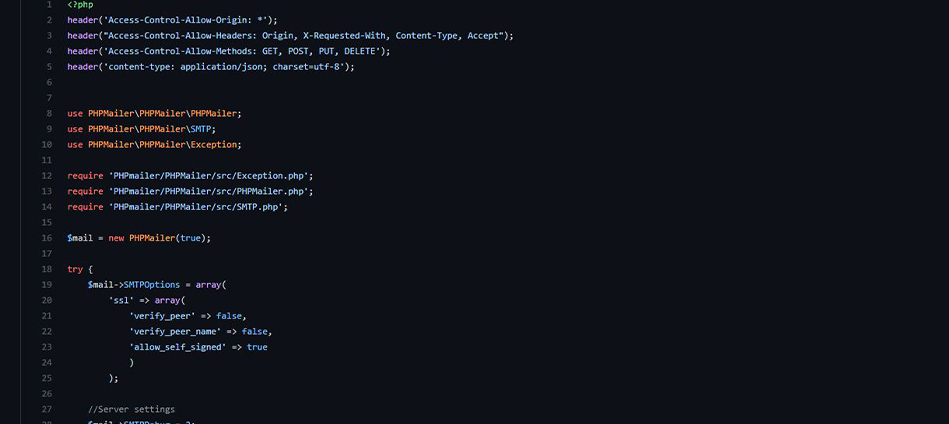 1 <?php
2 header('Access-Control-Allow-Origin: *');
3 header("Access-Control-Allow-Headers: Origin, X-Requested-With, Content-Type, Accept");
4 header('Access-Control-Allow-Methods: GET, POST, PUT, DELETE');
5 header('content-type: application/json; charset=utf-8');
6
7
8 use PHPMailer\PHPMailer\PHPMailer;
9 use PHPMailer\PHPMailer\SMTP;
10 use PHPMailer\PHPMailer\Exception;
11
12 require 'PHPmailer/PHPMailer/src/Exception.php';
13 require 'PHPmailer/PHPMailer/src/PHPMailer.php';
14 require 'PHPmailer/PHPMailer/src/SMTP.php';
15
16 $mail = new PHPMailer(true);
17
18 try {
19 $mail->SMTPOptions = array(
20 'ssl' => array(
21 'verify_peer' => false,
22 'verify_peer_name' => false,
23 'allow_self_signed' => true
24 )
25 );
26
27 //Server settings